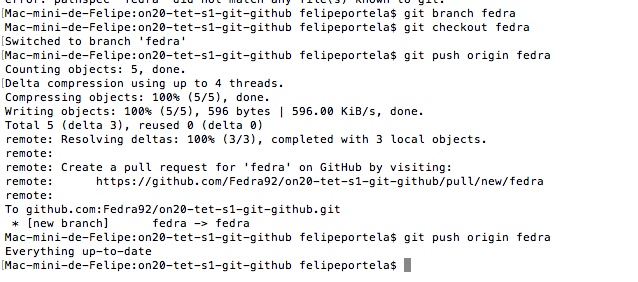 error: pathspec 'fedra' did not match any file(s) known to git.
[Mac-mini-de-Felipe:on20-tet-s1-git-github felipeportela$ git branch fedra
[Mac-mini-de-Felipe:on20-tet-s1-git-github felipeportela$ git checkout fedra
Switched to branch 'fedra'
[Mac-mini-de-Felipe:on20-tet-s1-git-github felipeportela$ git push origin fedra
Counting objects: 5, done.
Delta compression using up to 4 threads.
Compressing objects: 100% (5/5), done.
Writing objects: 100% (5/5), 596 bytes | 596.00 KiB/s, done.
Total 5 (delta 3), reused 0 (delta 0)
remote: Resolving deltas: 100% (3/3), completed with 3 local objects.
remote:
remote: Create a pull request for 'fedra' on GitHub by visiting:
remote:      https://github.com/Fedra92/on20-tet-s1-git-github/pull/new/fedra
remote:
To github.com:Fedra92/on20-tet-s1-git-github.git
 * [new branch]      fedra -> fedra
[Mac-mini-de-Felipe:on20-tet-s1-git-github felipeportela$ git push origin fedra
Everything up-to-date
[Mac-mini-de-Felipe:on20-tet-s1-git-github felipeportela$